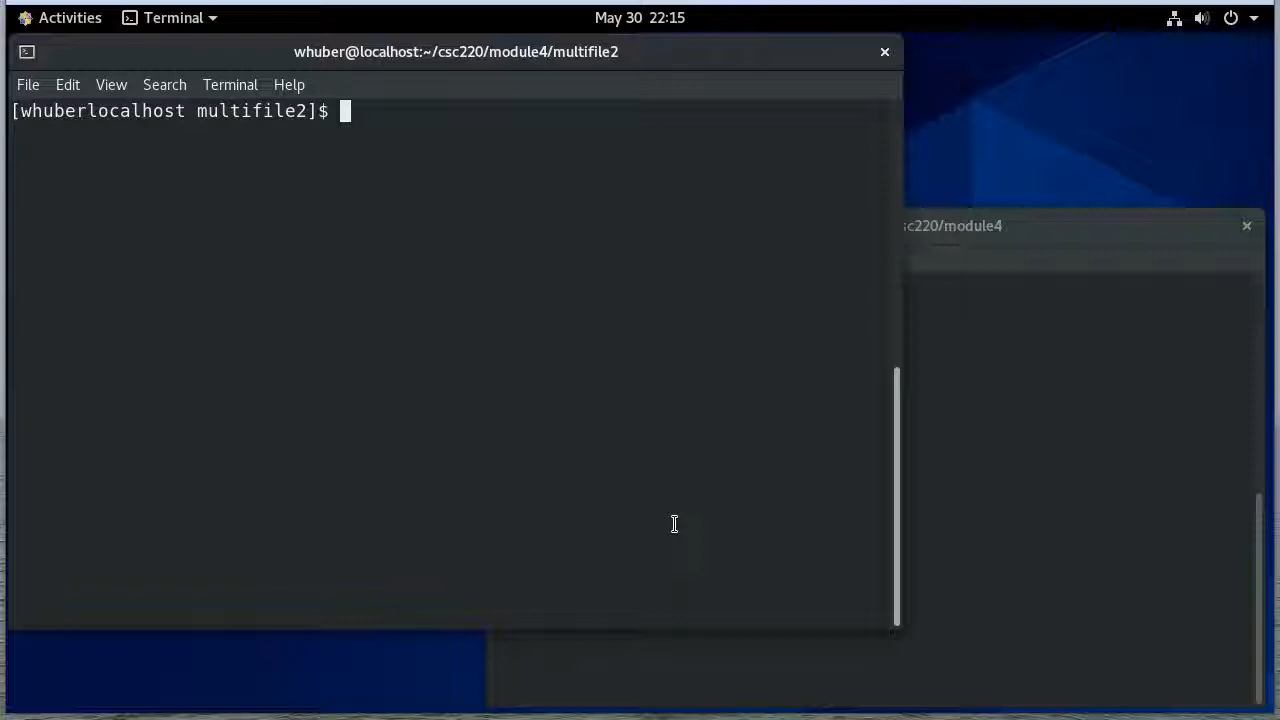 Activities Terminal May 30 22:15
whuber@localhost:~/csc220/module4/multifile2
File Edit View Search Terminal Help
[whuberlocalhost multifile2]$
sc220/module4